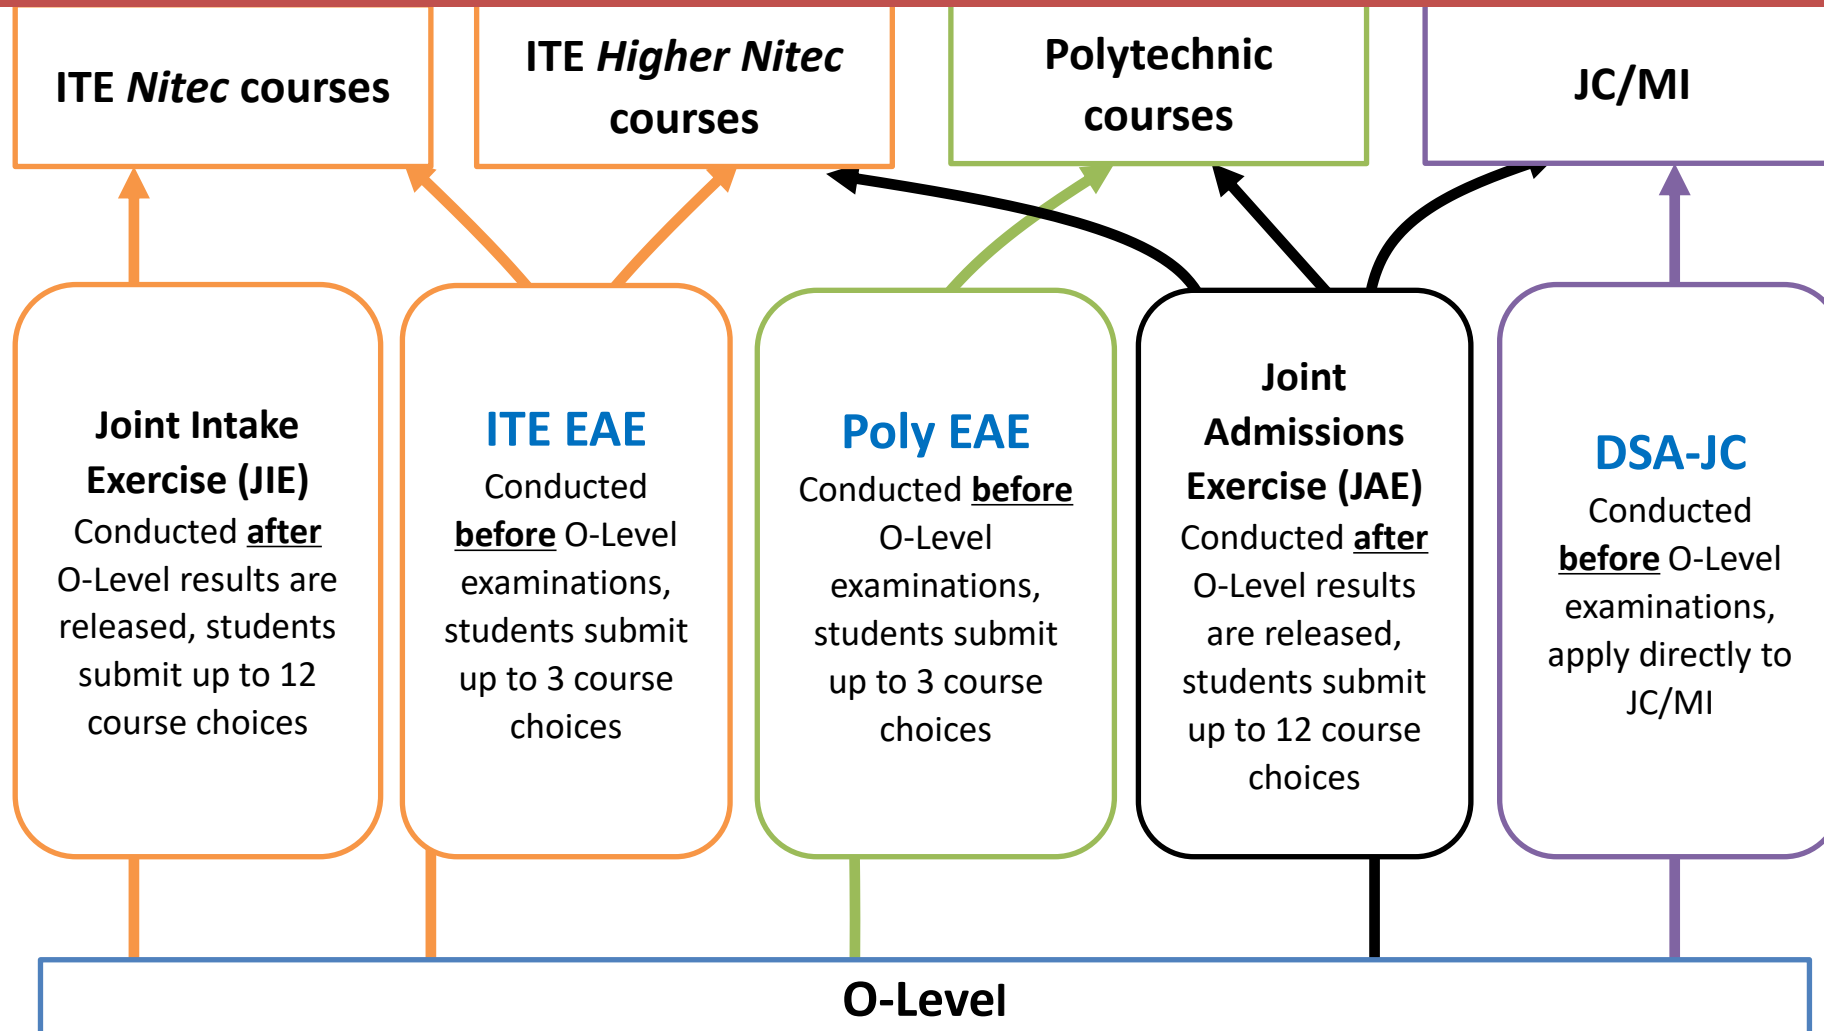 ITE Nitec courses
ITE Higher Nitec
courses
Polytechnic
courses
JC/MI
Joint Intake
Exercise (JIE)
Conducted after
O-Level results are
released, students
submit up to 12
course choices
ITE EAE
Conducted
before O-Level
examinations,
students submit
up to 3 course
choices
Poly EAE
Conducted before
O-Level
examinations,
students submit
up to 3 course
choices
Joint
Admissions
Exercise (JAE)
Conducted after
O-Level results
are released,
students submit
up to 12 course
choices
DSA-JC
Conducted
before O-Level
examinations,
apply directly to
JC/MI
O-Level